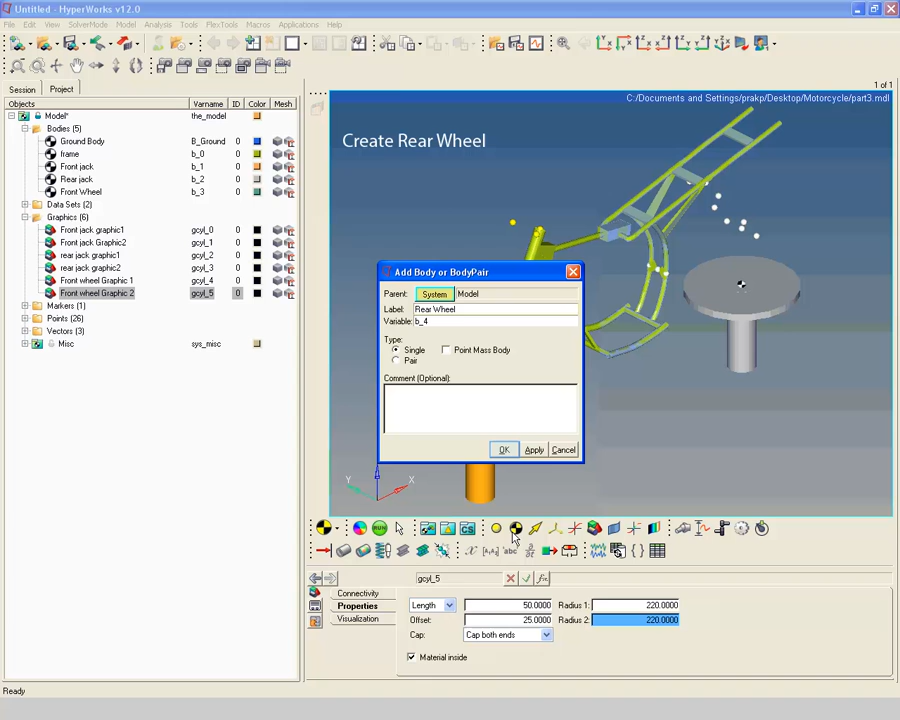 Untitled - HyperWorks v12.0
File Edit View SolverMode Model Analysis Tools FlexTools Macros Applications Help
Session Project
Objects Varname ID Color Mesh
Model* the_model
Bodies (5)
Ground Body B_Ground 0
frame b_0 0
Front jack b_1 0
Rear jack b_2 0
Front Wheel b_3 0
Data Sets (2)
Graphics (6)
Front jack graphic1 gcyl_0 0
Front jack Graphic2 gcyl_1 0
rear jack graphic1 gcyl_2 0
rear jack graphic2 gcyl_3 0
Front wheel Graphic 1 gcyl_4 0
Front wheel Graphic 2 gcyl_5 0
Markers (1)
Points (26)
Vectors (3)
Misc sys_misc
1 of 1
C:/Documents and Settings/prakp/Desktop/Motorcycle/part3.mdl
Create Rear Wheel
Add Body or BodyPair
Parent: System Model
Label: Rear Wheel
Variable: b_4
Type:
Single Point Mass Body
Pair
Comment (Optional):
OK Apply Cancel
Y X
gcyl_5
Connectivity
Properties
Visualization
Length 50.0000 Radius 1: 220.0000
Offset: 25.0000 Radius 2: 220.0000
Cap: Cap both ends
Material inside
Ready